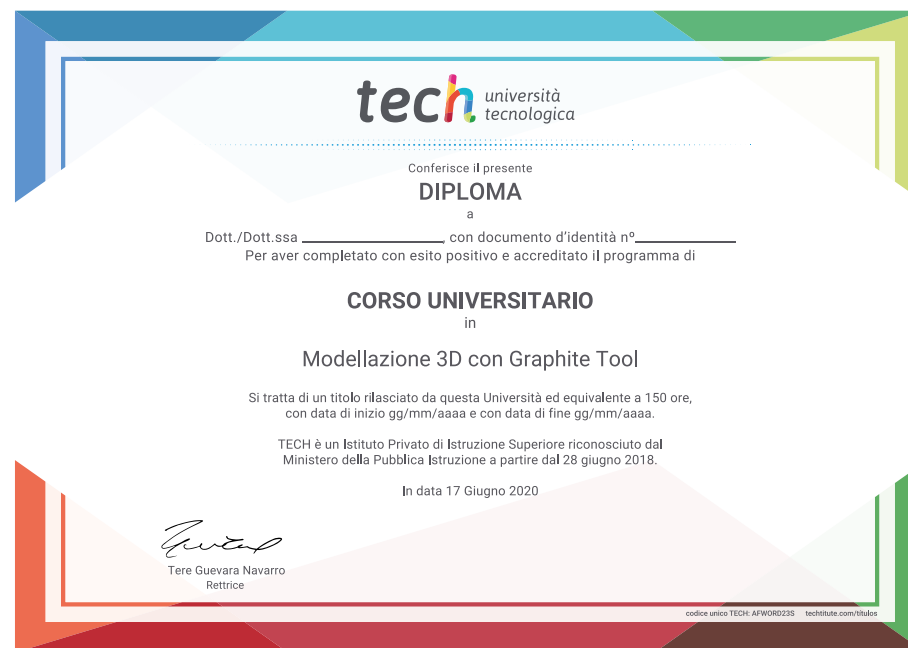 tech università
tecnologica
Conferisce il presente
DIPLOMA
a
Dott./Dott.ssa ____________________, con documento d'identità nº______________
Per aver completato con esito positivo e accreditato il programma di
CORSO UNIVERSITARIO
in
Modellazione 3D con Graphite Tool
Si tratta di un titolo rilasciato da questa Università ed equivalente a 150 ore,
con data di inizio gg/mm/aaaa e con data di fine gg/mm/aaaa.
TECH è un Istituto Privato di Istruzione Superiore riconosciuto dal
Ministero della Pubblica Istruzione a partire dal 28 giugno 2018.
In data 17 Giugno 2020
Tere Guevara Navarro
Rettrice
codice unico TECH: AFWORD23S techtitute.com/titulos